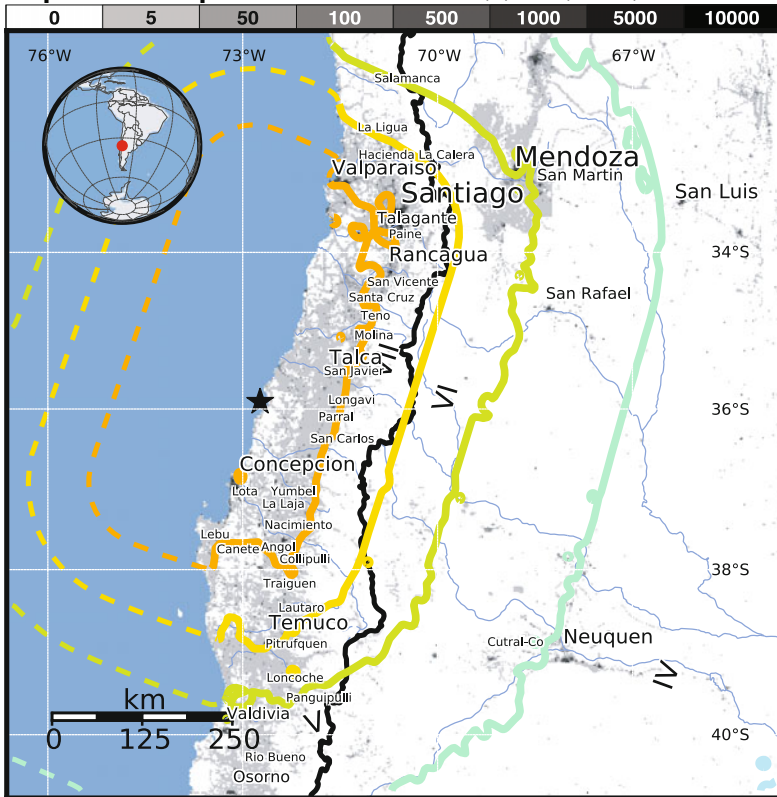 0 5 50 100 500 1000 5000 10000
76°W 73°W 70°W 67°W
Salamanca
La Ligua
Hacienda La Calera
Mendoza
Valparaiso
San Martin
Santiago
San Luis
Talagante
Paine
34°S
Rancagua
San Vicente
Santa Cruz
San Rafael
Teno
Molina
Talca
VII
San Javier
VI
Longavi
36°S
Parral
San Carlos
Concepcion
Lota
Yumbel
La Laja
Nacimiento
Lebu
Canete
Angol
Collipulli
38°S
Traiguen
Lautaro
Temuco
Pitrufquen
Cutral-Co
Neuquen
Loncoche
IV
Panguipulli
km
Valdivia
V
0 125 250
40°S
Rio Bueno
Osorno